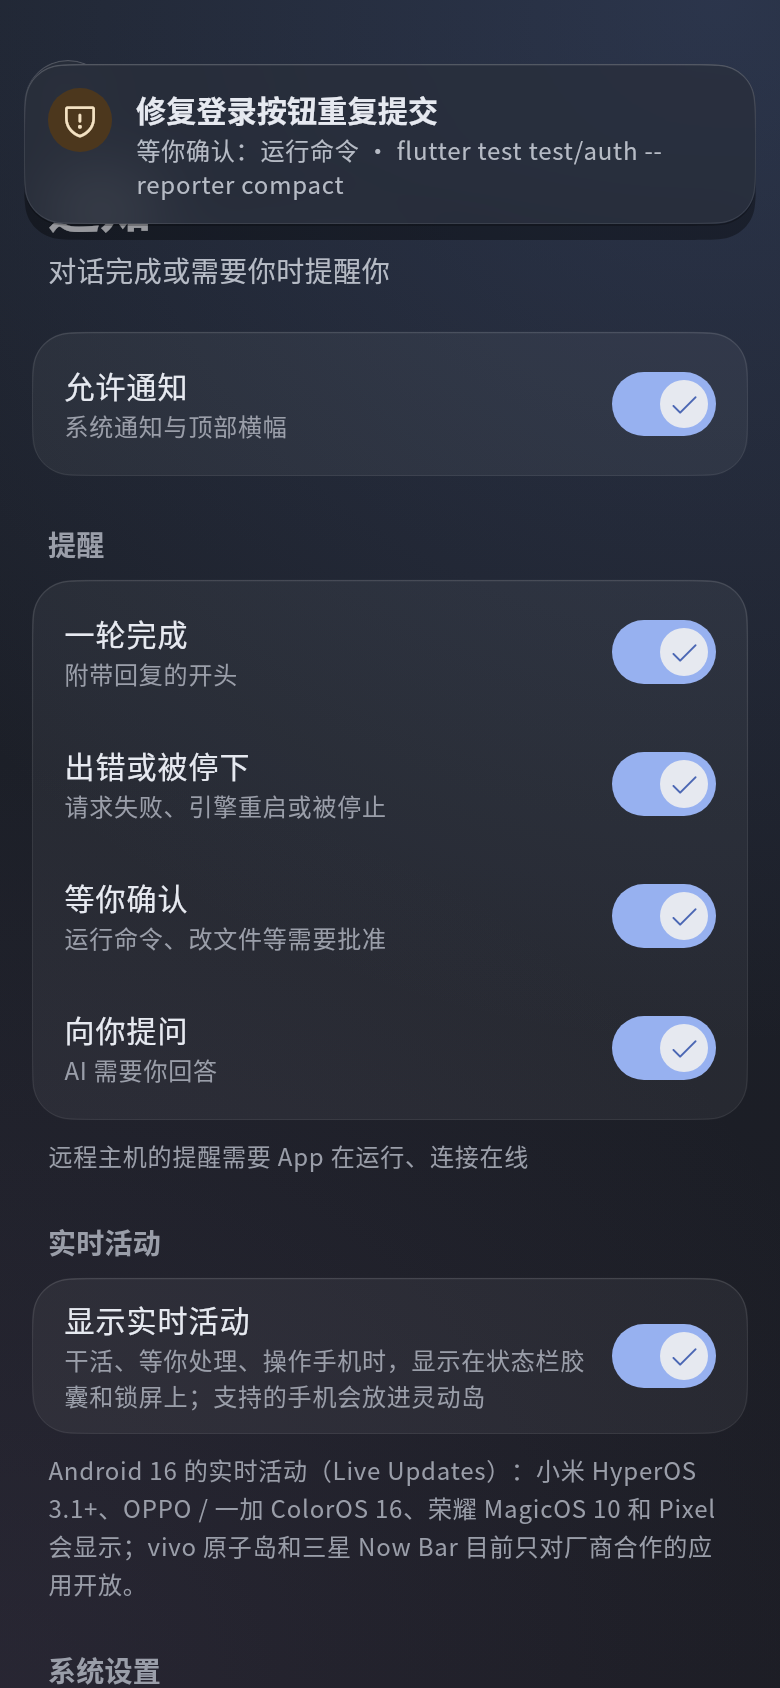 修复登录按钮重复提交
等你确认：运行命令 · flutter test test/auth --
reporter compact
对话完成或需要你时提醒你
允许通知
系统通知与顶部横幅
提醒
一轮完成
附带回复的开头
出错或被停下
请求失败、引擎重启或被停止
等你确认
运行命令、改文件等需要批准
向你提问
AI 需要你回答
远程主机的提醒需要 App 在运行、连接在线
实时活动
显示实时活动
干活、等你处理、操作手机时，显示在状态栏胶
囊和锁屏上；支持的手机会放进灵动岛
Android 16 的实时活动（Live Updates）：小米 HyperOS
3.1+、OPPO / 一加 ColorOS 16、荣耀 MagicOS 10 和 Pixel
会显示；vivo 原子岛和三星 Now Bar 目前只对厂商合作的应
用开放。
系统设置